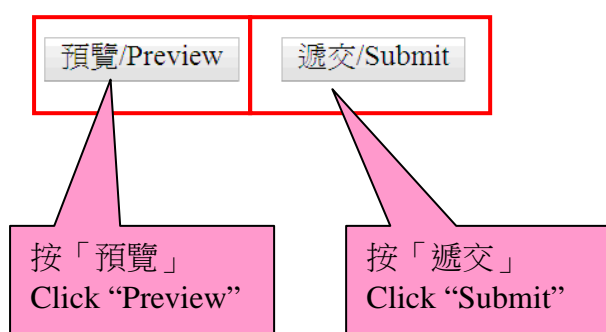 預覽/Preview
遞交/Submit
按「預覽」
Click “Preview”
按「遞交」
Click “Submit”